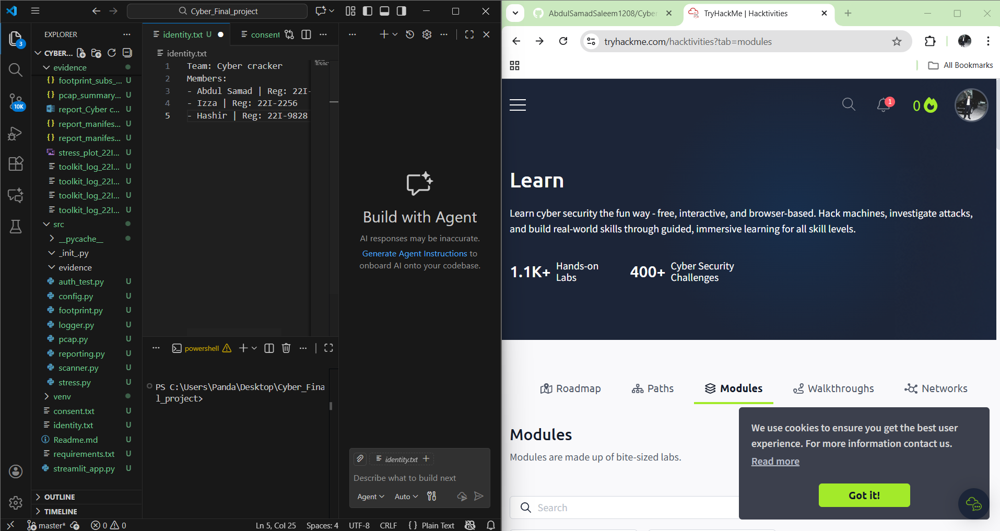 Cyber_Final_project
EXPLORER
CYBER...
evidence
footprint_subs_... U
pcap_summary... U
report_Cyber c... U
report_manifes... U
report_manifes... U
stress_plot_22I... U
toolkit_log_22I... U
toolkit_log_22I... U
toolkit_log_22I... U
toolkit_log_22I... U
src
__pycache__
_init_.py
evidence
auth_test.py U
config.py U
footprint.py U
logger.py U
pcap.py U
reporting.py U
scanner.py U
stress.py U
venv
consent.txt U
identity.txt U
Readme.md U
requirements.txt U
streamlit_app.py U
OUTLINE
TIMELINE
3
10K
identity.txt U
consent
identity.txt
1 Team: Cyber cracker
2 Members:
3 - Abdul Samad | Reg: 22I-
4 - Izza | Reg: 22I-2256
5 - Hashir | Reg: 22I-9828
powershell
PS C:\Users\Panda\Desktop\Cyber_Fina
l_project>
Build with Agent
AI responses may be inaccurate.
Generate Agent Instructions to
onboard AI onto your codebase.
identity.txt
Describe what to build next
Agent
Auto
master* 0 0
Ln 5, Col 25 Spaces: 4 UTF-8 CRLF {} Plain Text
AbdulSamadSaleem1208/Cyber
TryHackMe | Hacktivities
tryhackme.com/hacktivities?tab=modules
All Bookmarks
1
0
Learn
Learn cyber security the fun way - free, interactive, and browser-based. Hack machines, investigate attacks,
and build real-world skills through guided, immersive learning for all skill levels.
1.1K+ Hands-on
Labs
400+ Cyber Security
Challenges
Roadmap
Paths
Modules
Walkthroughs
Networks
Modules
Modules are made up of bite-sized labs.
Search
We use cookies to ensure you get the best user
experience. For more information contact us.
Read more
Got it!